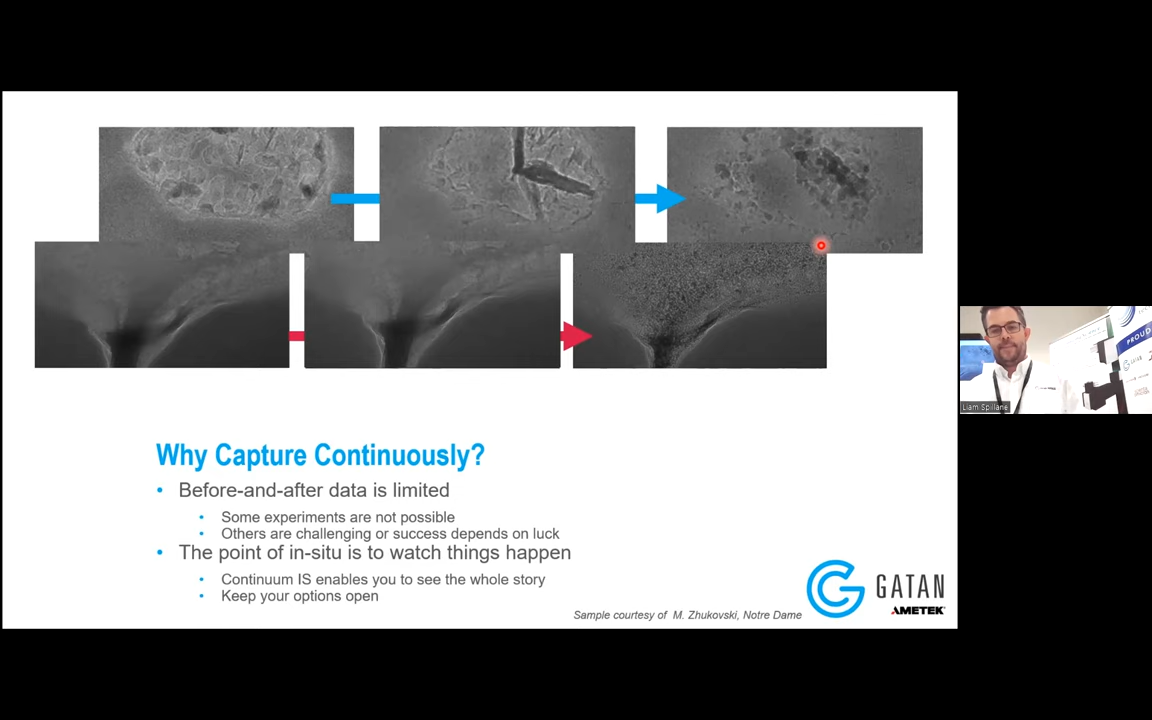 Why Capture Continuously?
• Before-and-after data is limited
• Some experiments are not possible
• Others are challenging or success depends on luck
• The point of in-situ is to watch things happen
• Continuum IS enables you to see the whole story
• Keep your options open
Sample courtesy of M. Zhukovski, Notre Dame
GATAN
AMETEK
PROUD
Liam Spillane